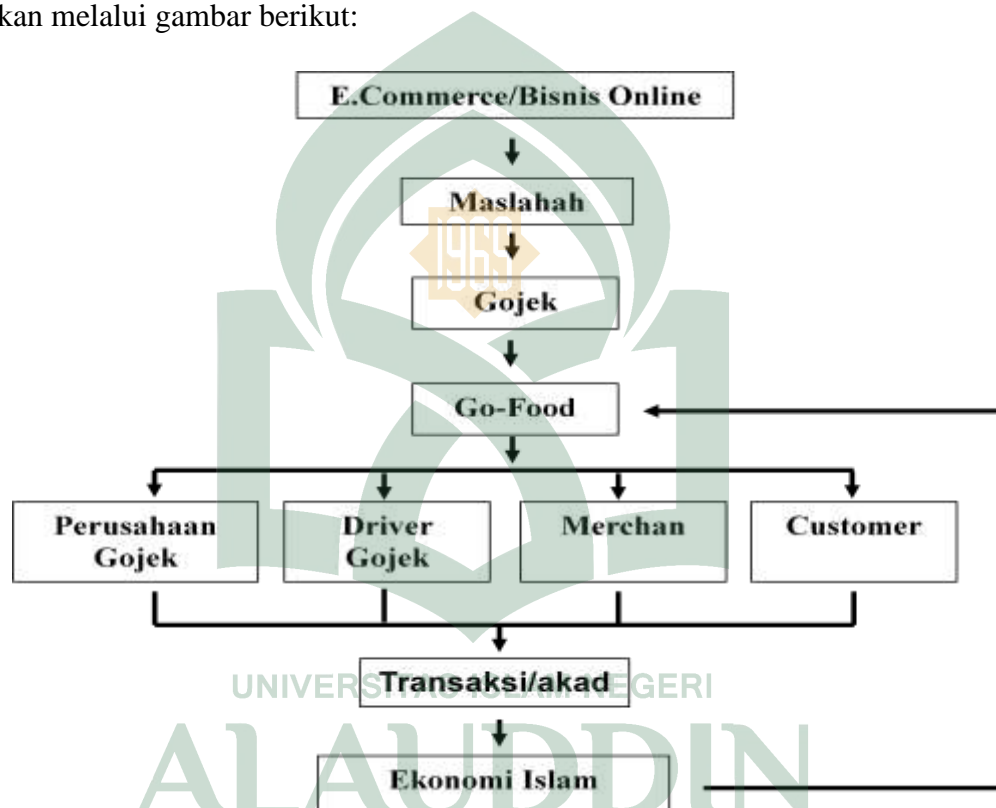 kan melalui gambar berikut:
E.Commerce/Bisnis Online
Maslahah
1969
Gojek
Go-Food
Perusahaan
Gojek
Driver
Gojek
Merchan
Customer
Transaksi/akad
UNIVERSITAS ISLAM NEGERI
Ekonomi Islam
ALAUDDIN